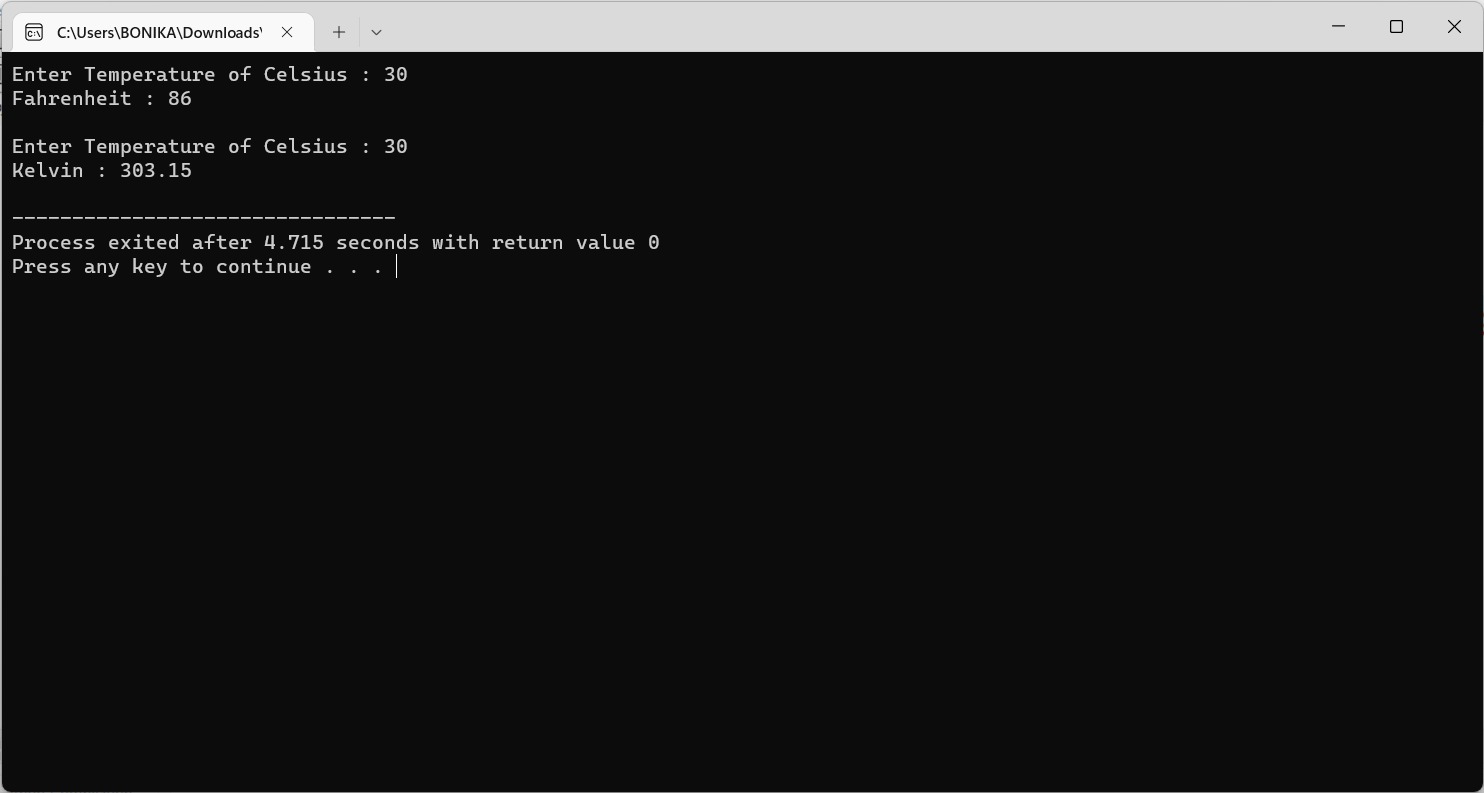 C:\Users\BONIKA\Downloads\
Enter Temperature of Celsius : 30
Fahrenheit : 86
Enter Temperature of Celsius : 30
Kelvin : 303.15
--------------------------------
Process exited after 4.715 seconds with return value 0
Press any key to continue . . .